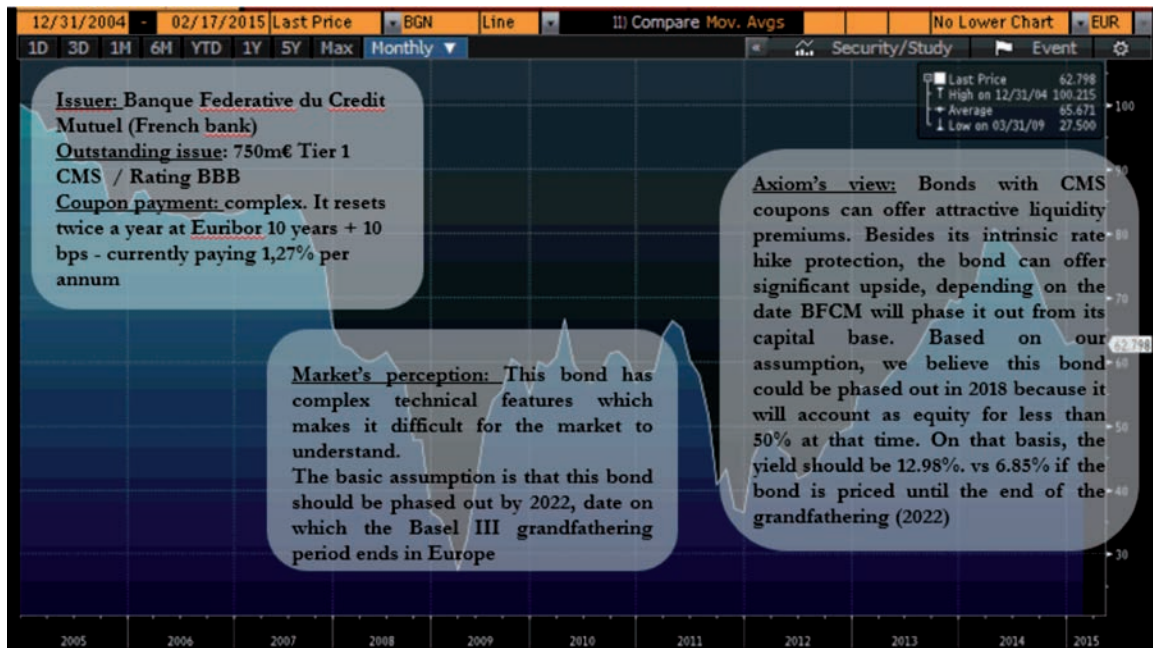 12/31/2004 - 02/17/2015 Last Price BGN Line 11) Compare Mov. Avgs No Lower Chart EUR
1D 3D 1M 6M YTD 1Y 5Y Max Monthly ▼ « Security/Study Event
Last Price 62.798
High on 12/31/04 100.215
Average 65.671
Low on 03/31/09 27.500
Issuer: Banque Federative du Credit
Mutuel (French bank)
Outstanding issue: 750m€ Tier 1
CMS / Rating BBB
Coupon payment: complex. It resets
twice a year at Euribor 10 years + 10
bps - currently paying 1,27% per
annum
Market's perception: This bond has
complex technical features which
makes it difficult for the market to
understand.
The basic assumption is that this bond
should be phased out by 2022, date on
which the Basel III grandfathering
period ends in Europe
Axiom's view: Bonds with CMS
coupons can offer attractive liquidity
premiums. Besides its intrinsic rate
hike protection, the bond can offer
significant upside, depending on the
date BFCM will phase it out from its
capital base. Based on our
assumption, we believe this bond
could be phased out in 2018 because it
will account as equity for less than
50% at that time. On that basis, the
yield should be 12.98%. vs 6.85% if the
bond is priced until the end of the
grandfathering (2022)
100
90
80
70
62.798
60
50
40
30
2005 2006 2007 2008 2009 2010 2011 2012 2013 2014 2015